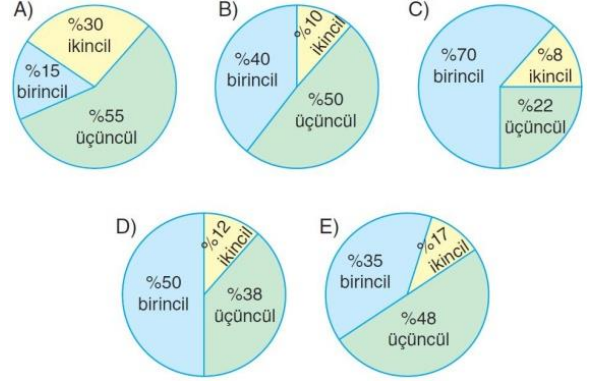 A)
%30
ikincil
%15
birincil
%55
üçüncül
B)
%10
ikincil
%40
birincil
%50
üçüncül
C)
%70
birincil
%8
ikincil
%22
üçüncül
D)
%12
ikincil
%50
birincil
%38
üçüncül
E)
%17
ikincil
%35
birincil
%48
üçüncül